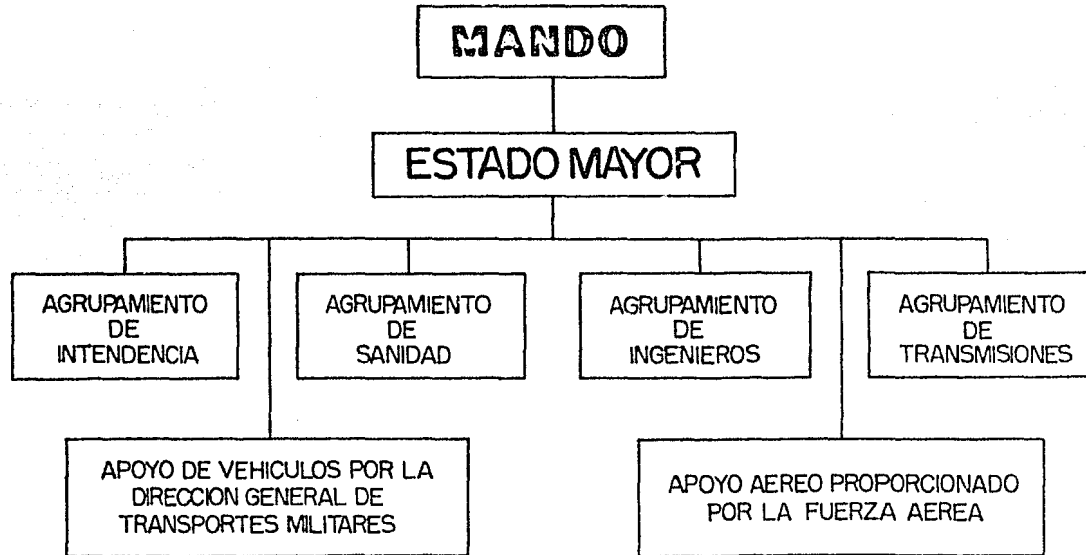 MANDO
ESTADO MAYOR
AGRUPAMIENTO
DE
INTENDENCIA
AGRUPAMIENTO
DE
SANIDAD
AGRUPAMIENTO
DE
INGENIEROS
AGRUPAMIENTO
DE
TRANSMISIONES
APOYO DE VEHICULOS POR LA
DIRECCION GENERAL DE
TRANSPORTES MILITARES
APOYO AEREO PROPORCIONADO
POR LA FUERZA AEREA